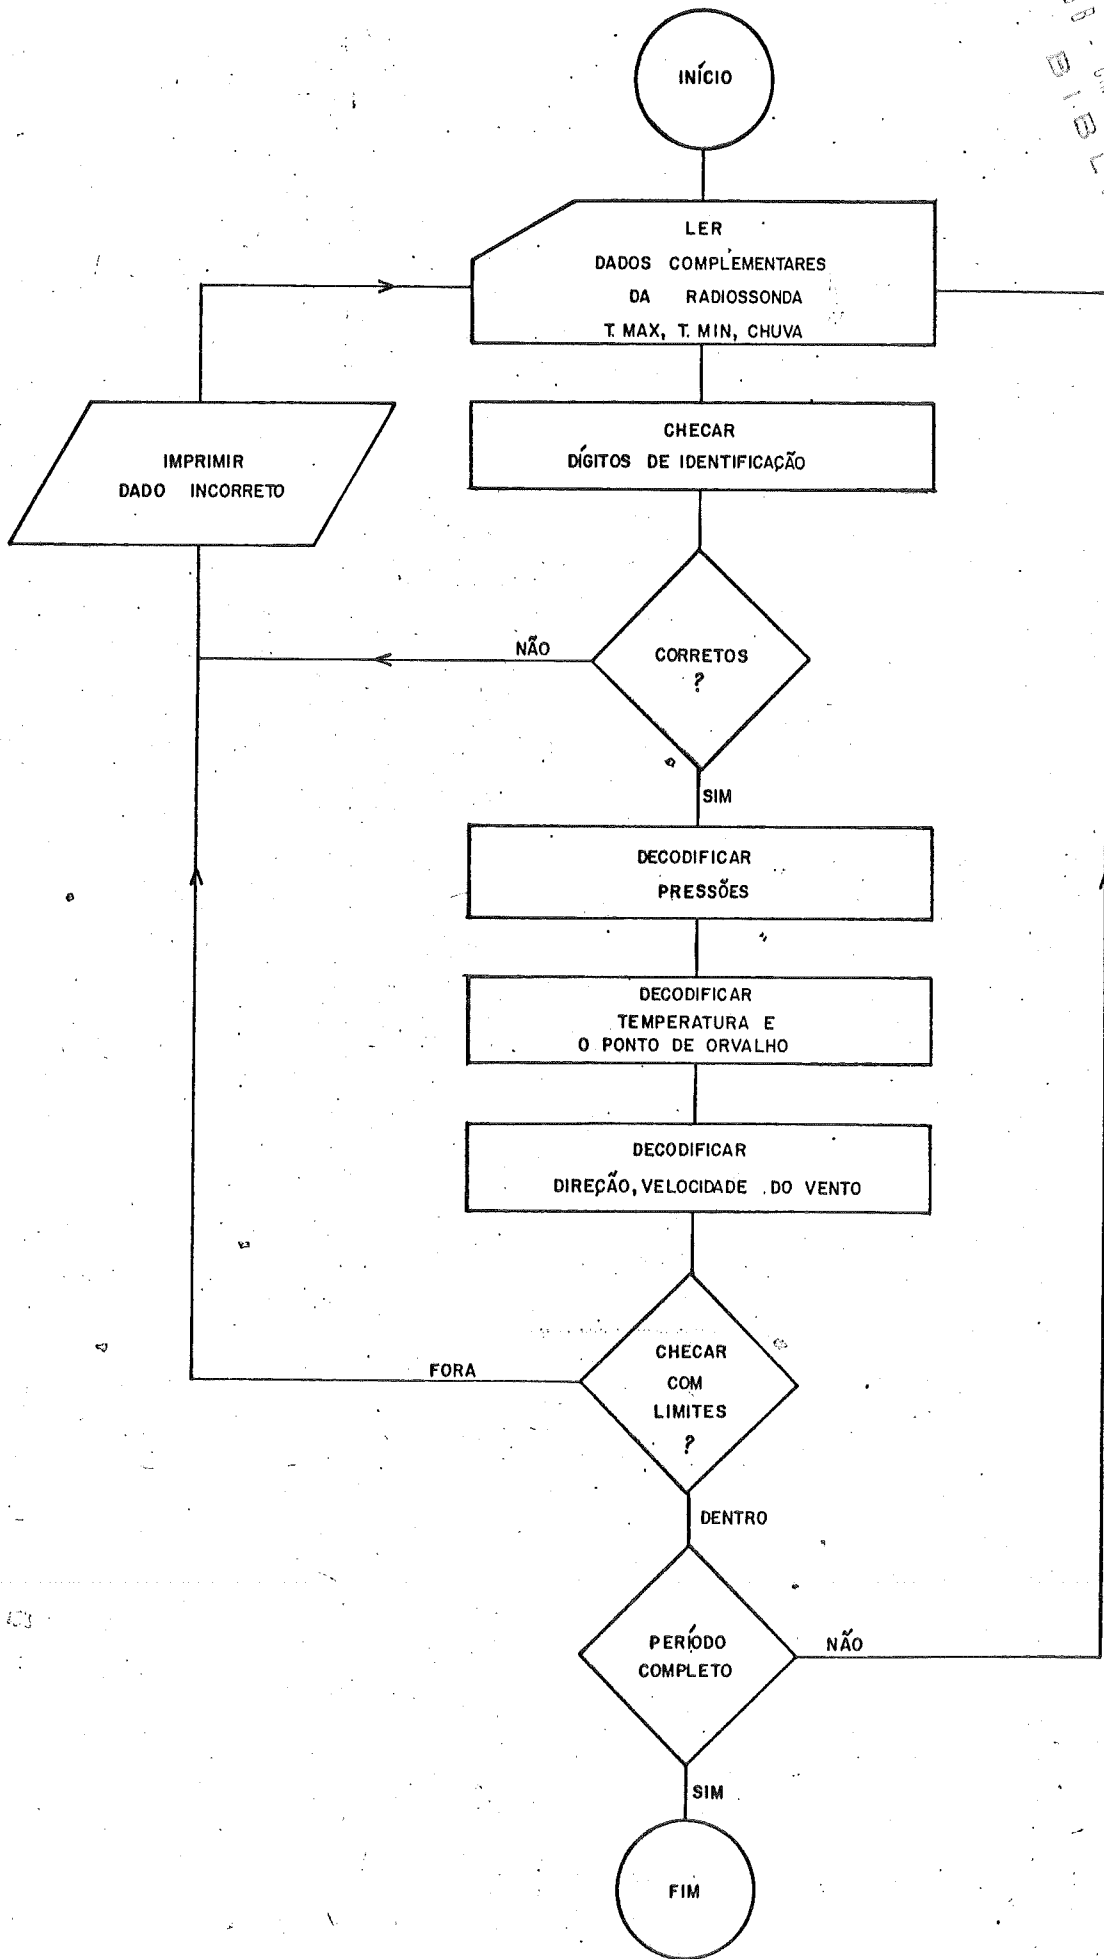 INÍCIO
LER
DADOS COMPLEMENTARES
DA RADIOSSONDA
T. MAX, T. MIN, CHUVA
CHECAR
DÍGITOS DE IDENTIFICAÇÃO
IMPRIMIR
DADO INCORRETO
NÃO
CORRETOS
?
SIM
DECODIFICAR
PRESSÕES
DECODIFICAR
TEMPERATURA E
O PONTO DE ORVALHO
DECODIFICAR
DIREÇÃO, VELOCIDADE DO VENTO
FORA
CHECAR
COM
LIMITES
?
DENTRO
PERÍODO
COMPLETO
NÃO
SIM
FIM